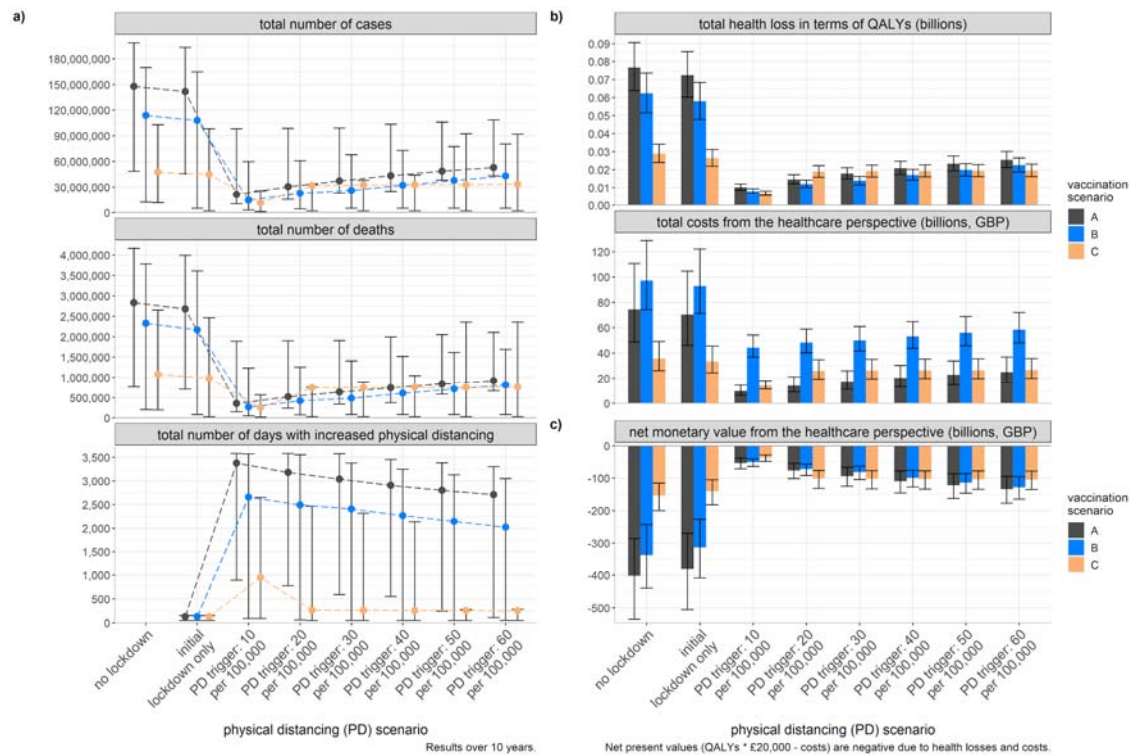 a)
total number of cases
180,000,000
150,000,000
120,000,000
90,000,000
60,000,000
30,000,000
0
total number of deaths
4,000,000
3,500,000
3,000,000
2,500,000
2,000,000
1,500,000
1,000,000
500,000
0
total number of days with increased physical distancing
3,500
3,000
2,500
2,000
1,500
1,000
500
0
no lockdown
initial
lockdown only
PD trigger: 10
per 100,000
PD trigger: 20
per 100,000
PD trigger: 30
per 100,000
PD trigger: 40
per 100,000
PD trigger: 50
per 100,000
PD trigger: 60
per 100,000
physical distancing (PD) scenario
Results over 10 years.
b)
total health loss in terms of QALYs (billions)
0.09
0.08
0.07
0.06
0.05
0.04
0.03
0.02
0.01
0.00
total costs from the healthcare perspective (billions, GBP)
120
100
80
60
40
20
0
vaccination
scenario
A
B
C
c)
net monetary value from the healthcare perspective (billions, GBP)
0
-100
-200
-300
-400
-500
vaccination
scenario
A
B
C
no lockdown
initial
lockdown only
PD trigger: 10
per 100,000
PD trigger: 20
per 100,000
PD trigger: 30
per 100,000
PD trigger: 40
per 100,000
PD trigger: 50
per 100,000
PD trigger: 60
per 100,000
physical distancing (PD) scenario
Net present values (QALYs * £20,000 - costs) are negative due to health losses and costs.